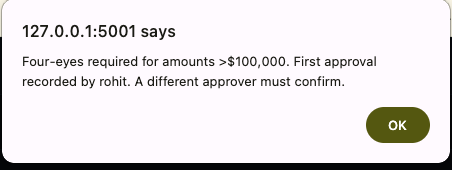 127.0.0.1:5001 says
Four-eyes required for amounts >$100,000. First approval
recorded by rohit. A different approver must confirm.
OK